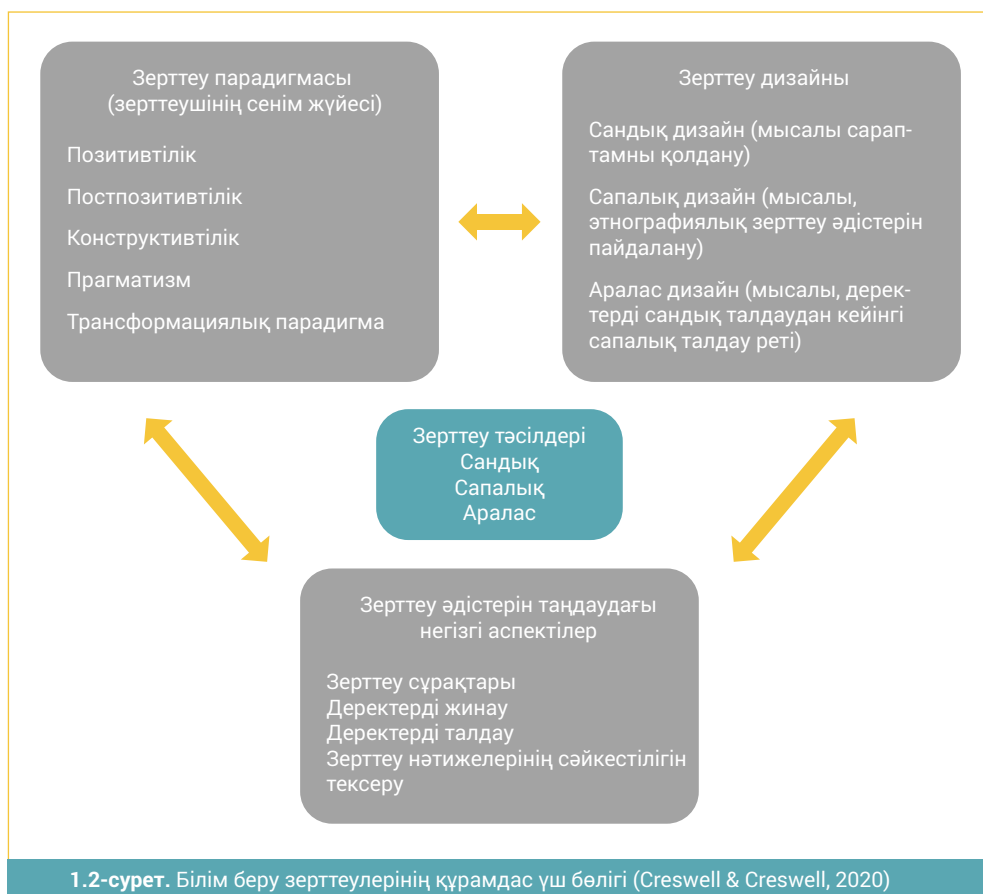 Зерттеу парадигмасы
(зерттеушінің сенім жүйесі)
Позитивтілік
Постпозитивтілік
Конструктивтілік
Прагматизм
Трансформациялық парадигма
Зерттеу дизайны
Сандық дизайн (мысалы сарап-
тамны қолдану)
Сапалық дизайн (мысалы,
этнографиялық зерттеу әдістерін
пайдалану)
Аралас дизайн (мысалы, дерек-
терді сандық талдаудан кейінгі
сапалық талдау реті)
Зерттеу тәсілдері
Сандық
Сапалық
Аралас
Зерттеу әдістерін таңдаудағы
негізгі аспектілер
Зерттеу сұрақтары
Деректерді жинау
Деректерді талдау
Зерттеу нәтижелерінің сәйкестілігін
тексеру
1.2-сурет. Білім беру зерттеулерінің құрамдас үш бөлігі (Creswell & Creswell, 2020)